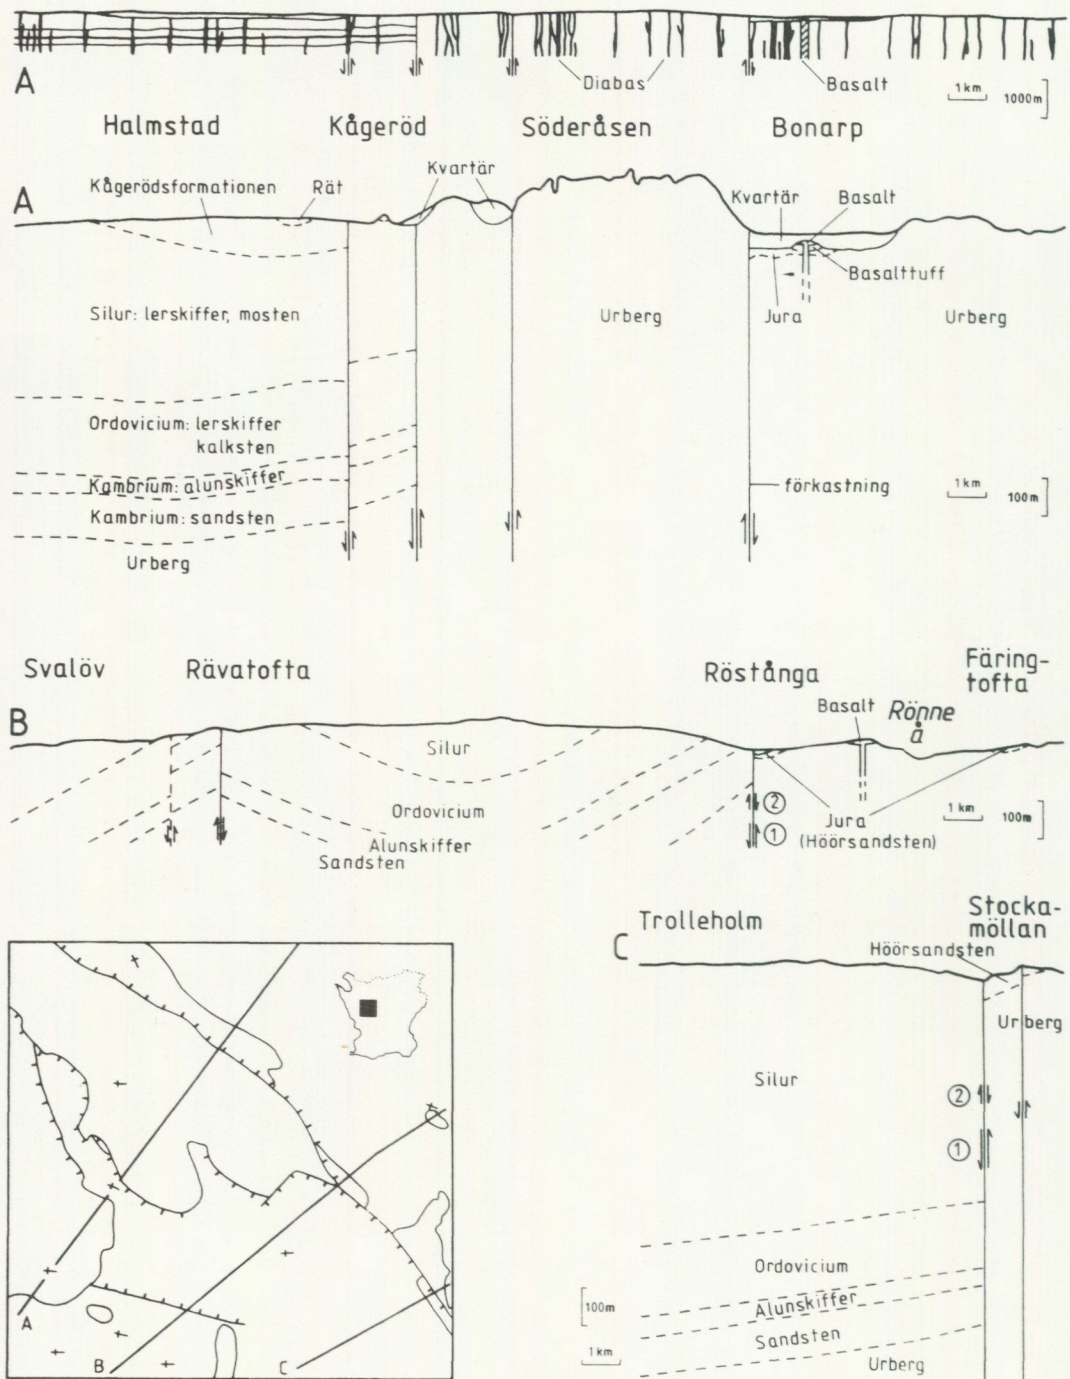 A
Diabas
Basalt
1 km 1000m
Halmstad Kågeröd Söderåsen Bonarp
A
Kågerödsformationen
Rät
Kvartär
Kvartär
Basalt
Basalttuff
Silur: lerskiffer, mosten
Urberg
Jura
Urberg
Ordovicium: lerskiffer
kalksten
Kambrium: alunskiffer
Kambrium: sandsten
Urberg
förkastning
1 km 100m
Svalöv Rävatofta Röstånga Färing-
tofta
B
Basalt
Rönne
å
Silur
Ordovicium
Alunskiffer
Sandsten
②
①
Jura
(Höörsandsten)
1 km 100m
Trolleholm
Stocka-
möllan
C
Höörsandsten
Urberg
Silur
②
①
Ordovicium
Alunskiffer
Sandsten
Urberg
100m
1 km
A
B
C